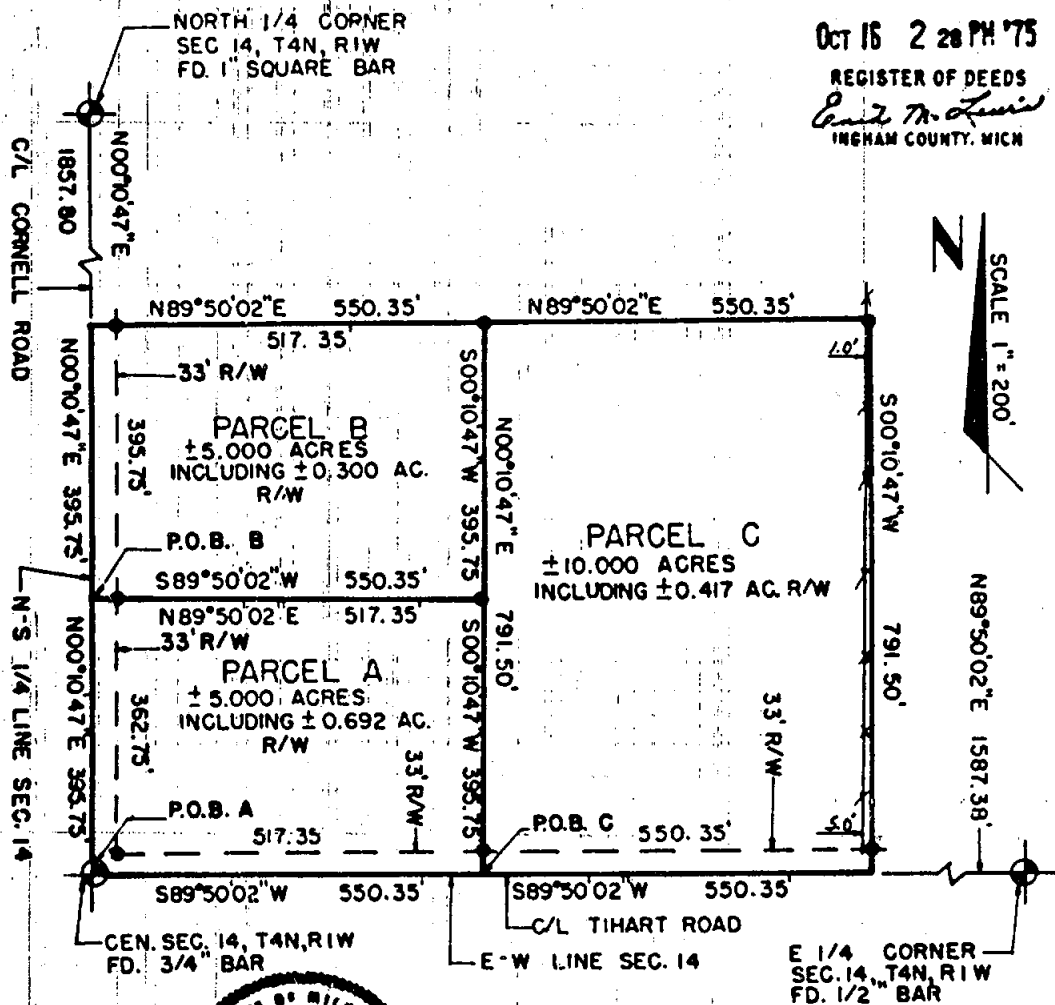 NORTH 1/4 CORNER
SEC 14, T4N, R1W
FD. 1" SQUARE BAR
OCT 16 2 28 PM '75
REGISTER OF DEEDS
INGHAM COUNTY. MICH
N00°10'47"E
1857.80
C/L CORNELL ROAD
N
SCALE 1"=200'
N89°50'02"E 550.35'
517.35'
N89°50'02"E 550.35'
1.0'
33' R/W
N00°10'47"E 395.75'
395.75'
PARCEL B
±5.000 ACRES
INCLUDING ±0.300 AC.
R/W
S00°10'47"W 395.75
N00°10'47"E
791.50'
S00°10'47"W
791.50'
PARCEL C
±10.000 ACRES
INCLUDING ±0.417 AC. R/W
P.O.B. B
S89°50'02"W 550.35'
N89°50'02"E 517.35'
33' R/W
N-S 1/4 LINE SEC. 14
N00°10'47"E 395.75'
362.75'
PARCEL A
±5.000 ACRES
INCLUDING ±0.692 AC.
R/W
33' R/W
S00°10'47"W 395.75'
33' R/W
N89°50'02"E 1587.38'
P.O.B. A
517.35
P.O.B. C
550.35'
5.0'
S89°50'02"W 550.35'
S89°50'02"W 550.35'
C/L TIHART ROAD
CEN. SEC. 14, T4N, R1W
FD. 3/4" BAR
E-W LINE SEC. 14
E 1/4 CORNER
SEC. 14, T4N, R1W
FD. 1/2" BAR